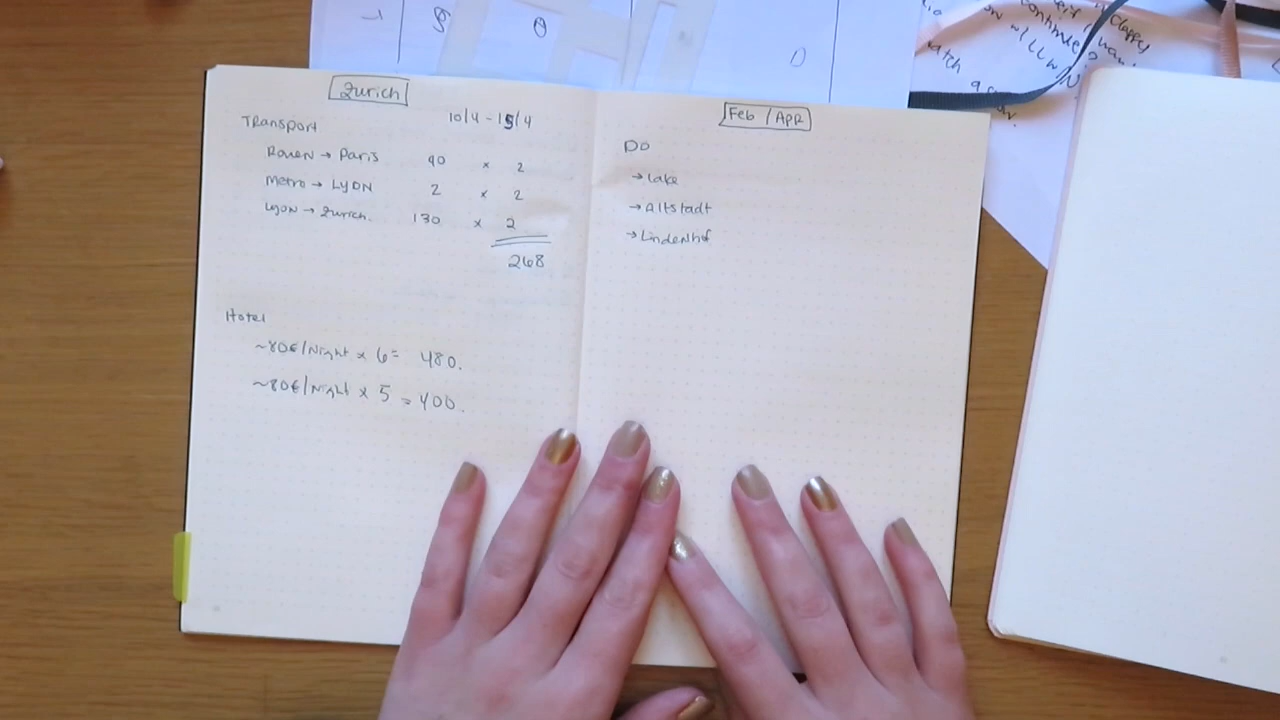 Zurich
10/4 - 15/4
Transport
Rouen → Paris 90 x 2
Metro → LYON 2 x 2
Lyon → Zurich. 130 x 2
268
Hotel
~80€/Night x 6 = 480.
~80€/Night x 5 = 400.
Feb / APR
DO
→ Lake
→ Altstadt
→ Lindenhof
continue